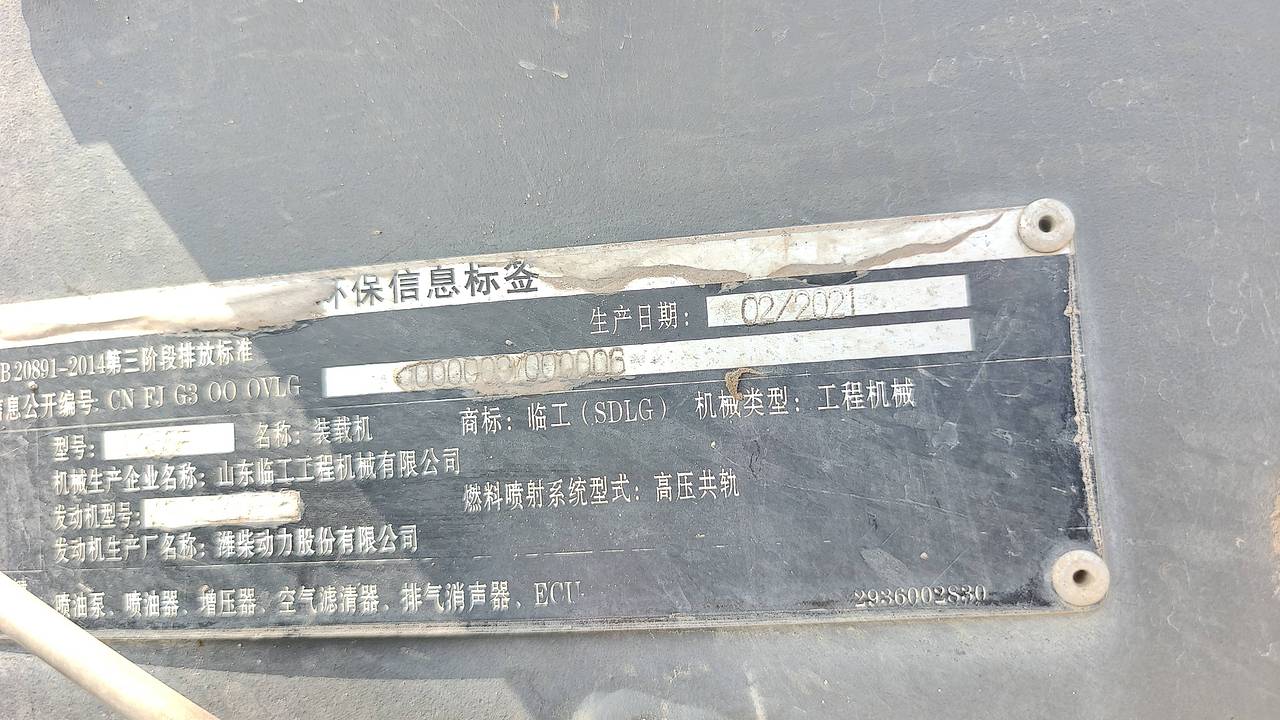 环保信息标签
生产日期: 02/2021
B 20891-2014第三阶段排放标准
信息公开编号: CN FJ G3 OO OVLG
型号: 名称: 装载机 商标: 临工(SDLG) 机械类型: 工程机械
机械生产企业名称: 山东临工工程机械有限公司
发动机型号: 燃料喷射系统型式: 高压共轨
发动机生产厂名称: 潍柴动力股份有限公司
喷油泵、喷油器、增压器、空气滤清器、排气消声器、ECU
2936002830